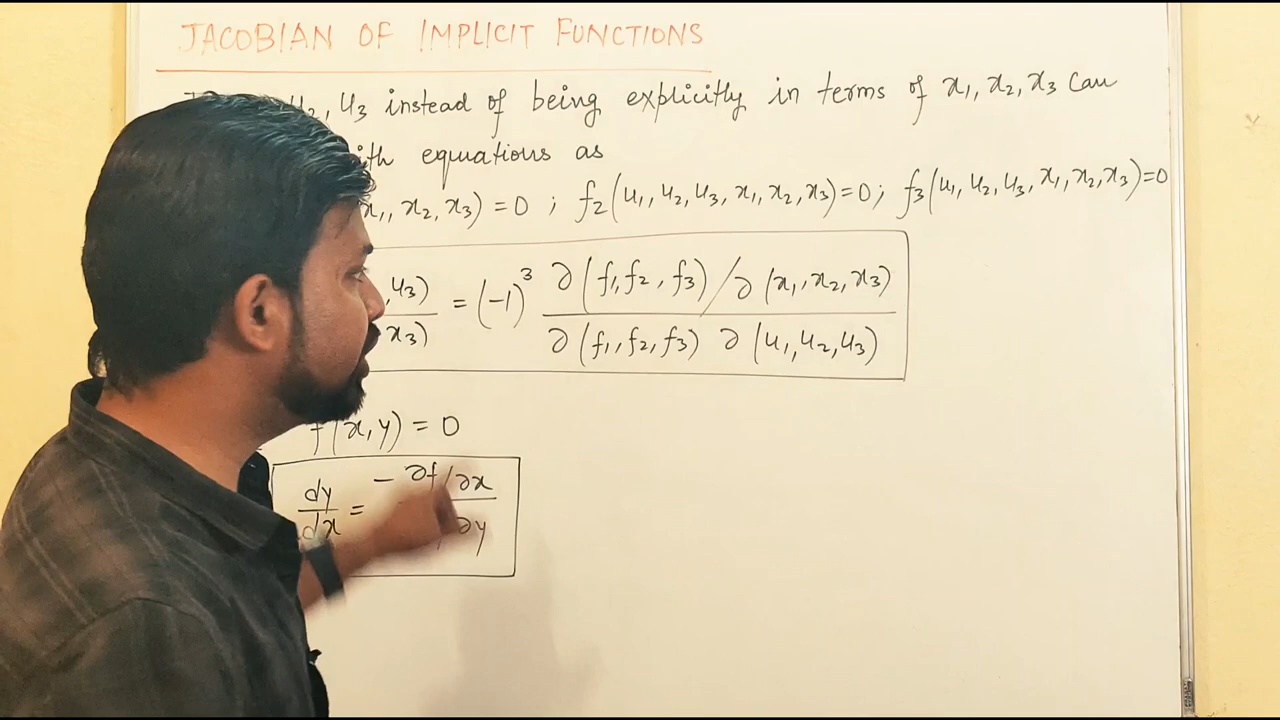 JACOBIAN OF IMPLICIT FUNCTIONS
u2, u3 instead of being explicitly in terms of x1, x2, x3 can
equations as
x1, x2, x3) = 0 ; f2(u1, u2, u3, x1, x2, x3) = 0; f3(u1, u2, u3, x1, x2, x3) = 0
, u3) / x3) = (-1)^3 ∂(f1, f2, f3)/∂(x1, x2, x3)
∂(f1, f2, f3) ∂(u1, u2, u3)
f(x, y) = 0
dy/dx = - ∂f/∂x
∂y